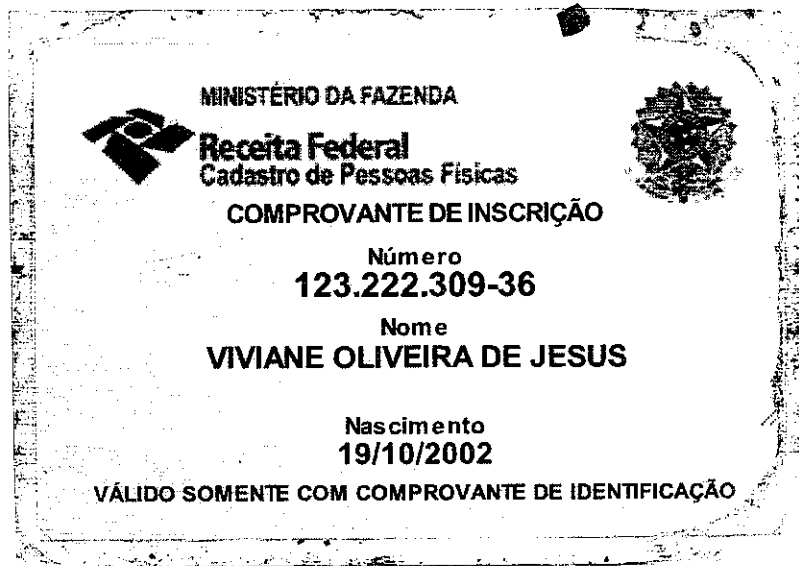 MINISTÉRIO DA FAZENDA
Receita Federal
Cadastro de Pessoas Físicas
COMPROVANTE DE INSCRIÇÃO
Número
123.222.309-36
Nome
VIVIANE OLIVEIRA DE JESUS
Nascimento
19/10/2002
VÁLIDO SOMENTE COM COMPROVANTE DE IDENTIFICAÇÃO